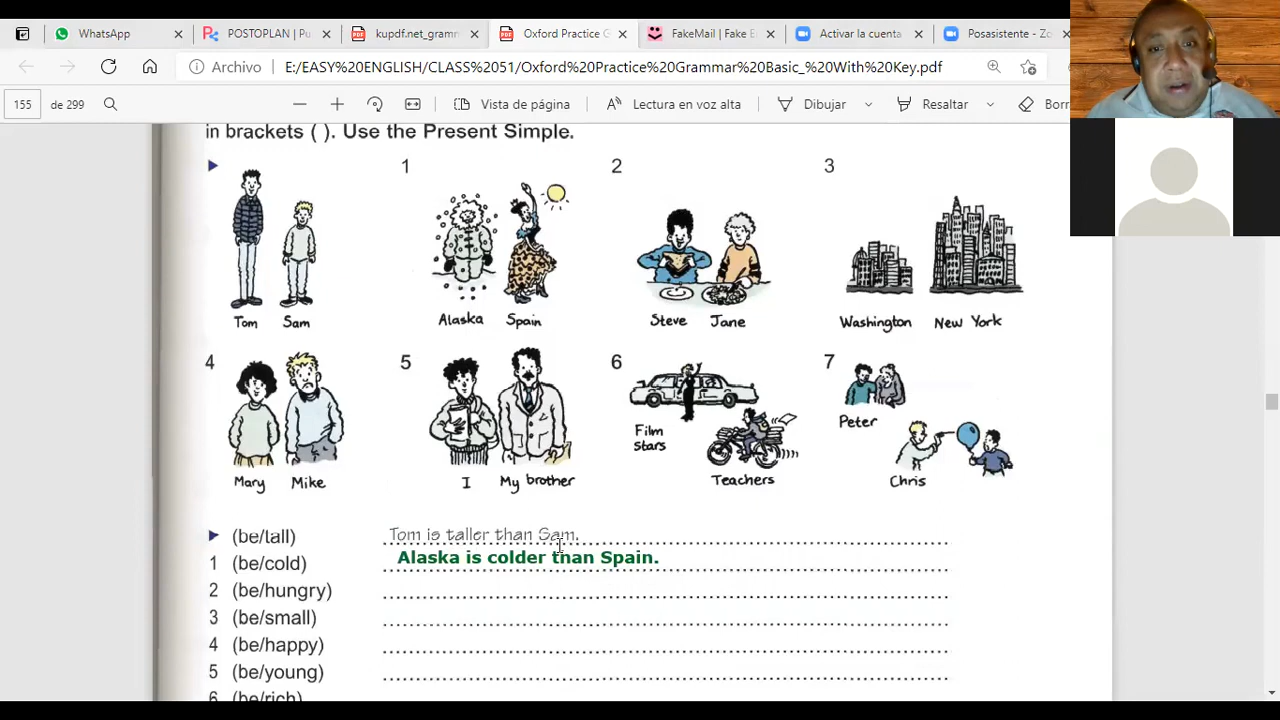 WhatsApp
POSTOPLAN | Pu
kupdf.net_gramm
Oxford Practice G
FakeMail | Fake E
Activar la cuenta
Posasistente - Zo
Archivo
E:/EASY%20ENGLISH/CLASS%2051/Oxford%20Practice%20Grammar%20Basic_%20With%20Key.pdf
155 de 299
Vista de página
Lectura en voz alta
Dibujar
Resaltar
Borr
in brackets ( ). Use the Present Simple.
1
2
3
Tom Sam
Alaska Spain
Steve Jane
Washington New York
4
5
6
7
Film
stars
Peter
Mary Mike
I My brother
Teachers
Chris
(be/tall) Tom is taller than Sam.
1 (be/cold) Alaska is colder than Spain.
2 (be/hungry)
3 (be/small)
4 (be/happy)
5 (be/young)
6 (be/rich)